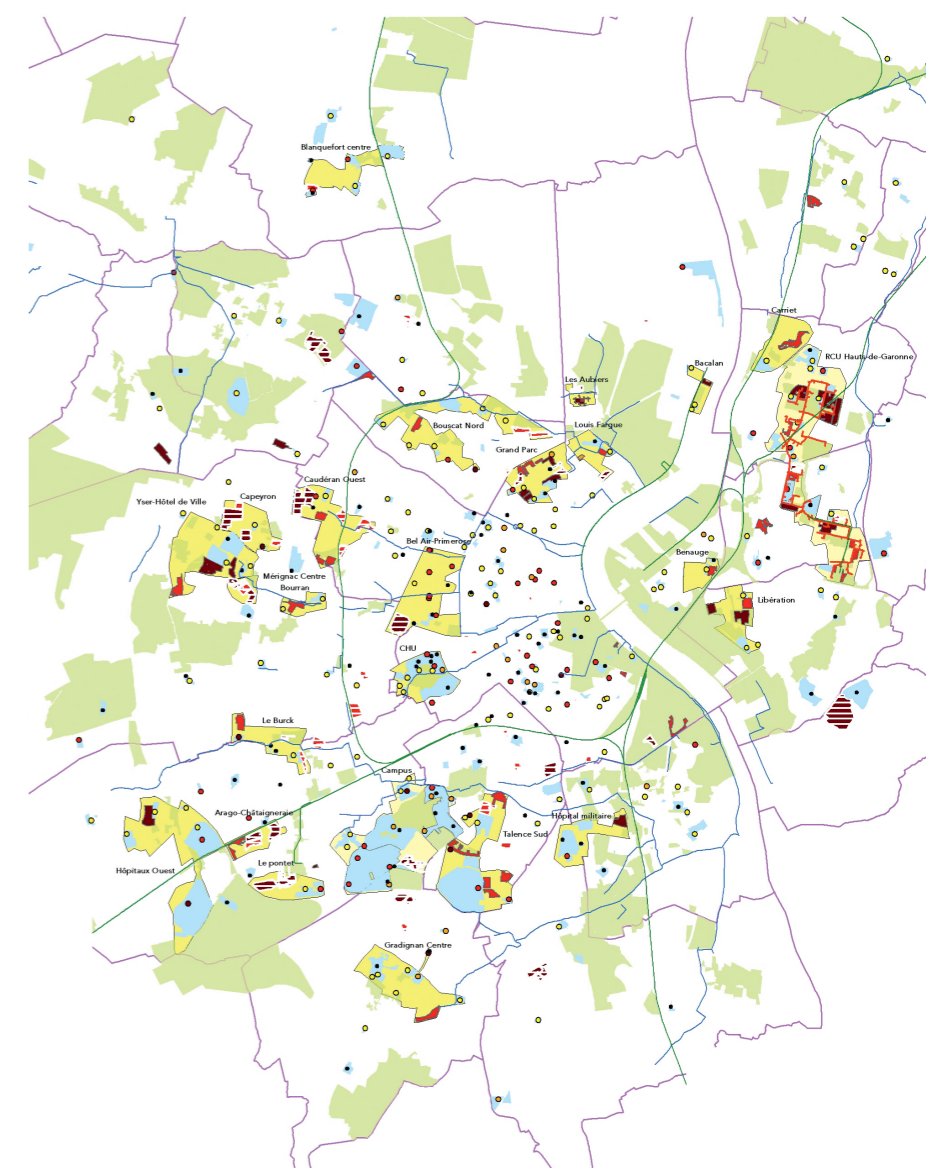 Blanquefort centre
Carriet
RCU Hauts-de-Garonne
Bacalan
Les Aubiers
Bouscat Nord
Louis Fargue
Grand Parc
Caudéran Ouest
Capeyron
Yser-Hôtel de Ville
Bel Air-Primerose
Benauge
Mérignac Centre
Bourran
Libération
CHU
Le Burck
Campus
Arago-Châtaigneraie
Hôpital militaire
Talence Sud
Le pontet
Hôpitaux Ouest
Gradignan Centre